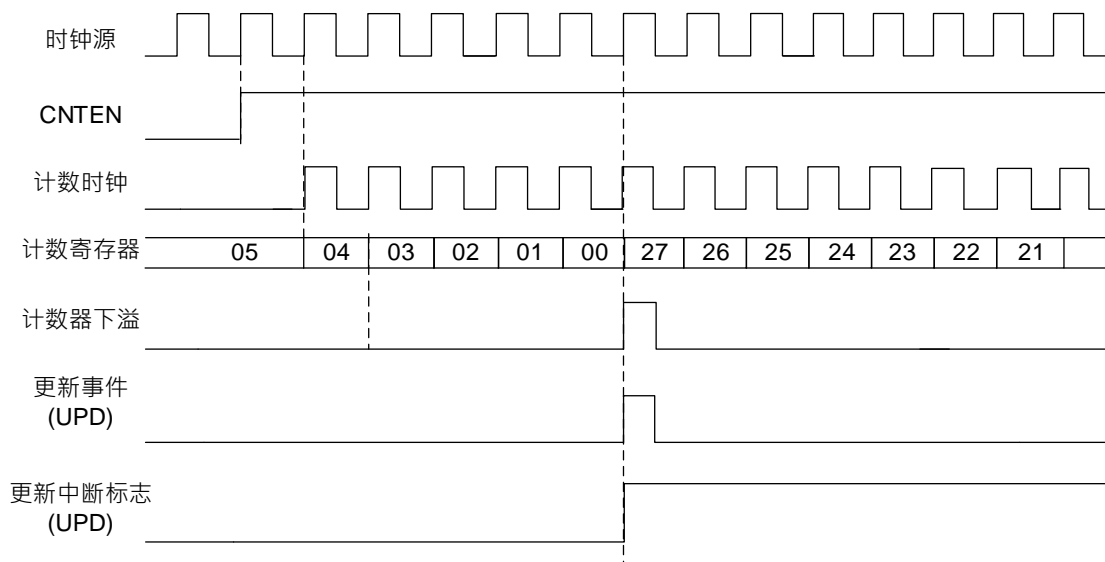 时钟源
CNTEN
计数时钟
计数寄存器 05 04 03 02 01 00 27 26 25 24 23 22 21
计数器下溢
更新事件
(UPD)
更新中断标志
(UPD)